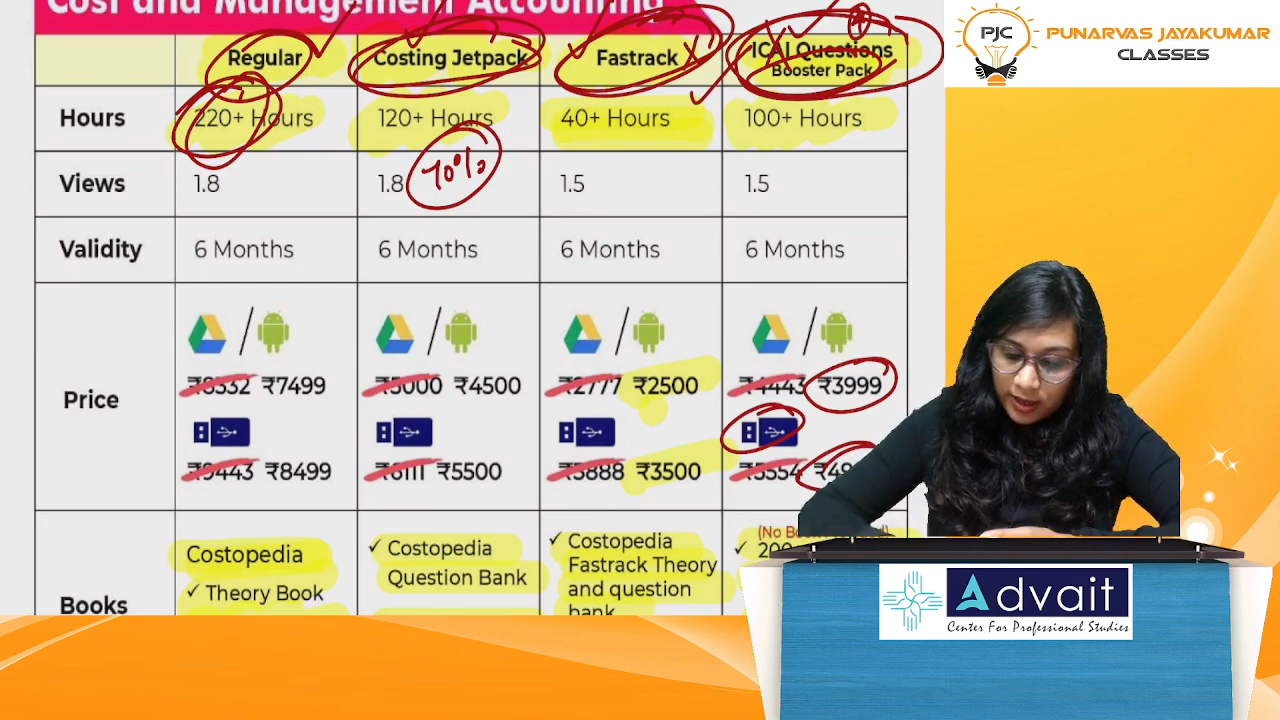 Cost and Management Accounting
Regular Costing Jetpack Fastrack ICAI Questions
Booster Pack
Hours 220+ Hours 120+ Hours 40+ Hours 100+ Hours
70%
Views 1.8 1.8 1.5 1.5
Validity 6 Months 6 Months 6 Months 6 Months
Price
₹7499 ₹5000 ₹4500 ₹2777 ₹2500 ₹4443 ₹3999
₹9443 ₹8499 ₹6111 ₹5500 ₹3888 ₹3500 ₹5554
Books
Costopedia
✓ Theory Book
✓ Costopedia
Question Bank
✓ Costopedia
Fastrack Theory
and question
bank
(No
✓ 200
PJC
PUNARVAS JAYAKUMAR
CLASSES
Advait
Center For Professional Studies